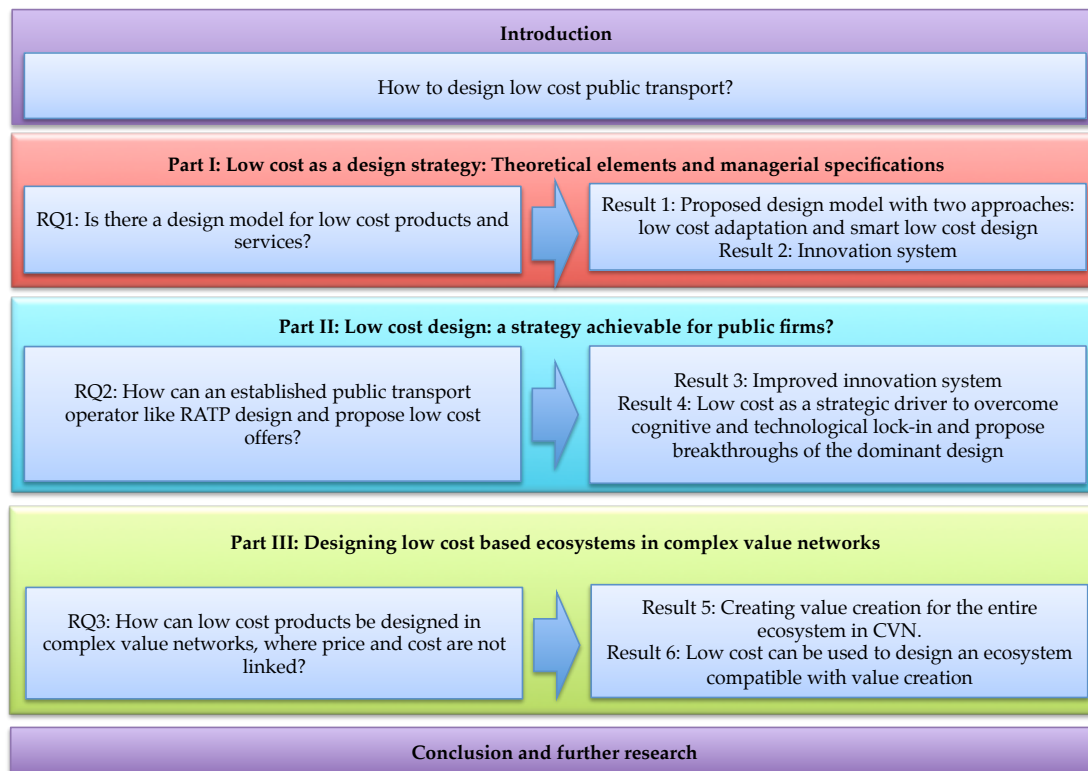 Introduction
How to design low cost public transport?
Part I: Low cost as a design strategy: Theoretical elements and managerial specifications
RQ1: Is there a design model for low cost products and
services?
Result 1: Proposed design model with two approaches:
low cost adaptation and smart low cost design
Result 2: Innovation system
Part II: Low cost design: a strategy achievable for public firms?
RQ2: How can an established public transport
operator like RATP design and propose low cost
offers?
Result 3: Improved innovation system
Result 4: Low cost as a strategic driver to overcome
cognitive and technological lock-in and propose
breakthroughs of the dominant design
Part III: Designing low cost based ecosystems in complex value networks
RQ3: How can low cost products be designed in
complex value networks, where price and cost are not
linked?
Result 5: Creating value creation for the entire
ecosystem in CVN.
Result 6: Low cost can be used to design an ecosystem
compatible with value creation
Conclusion and further research